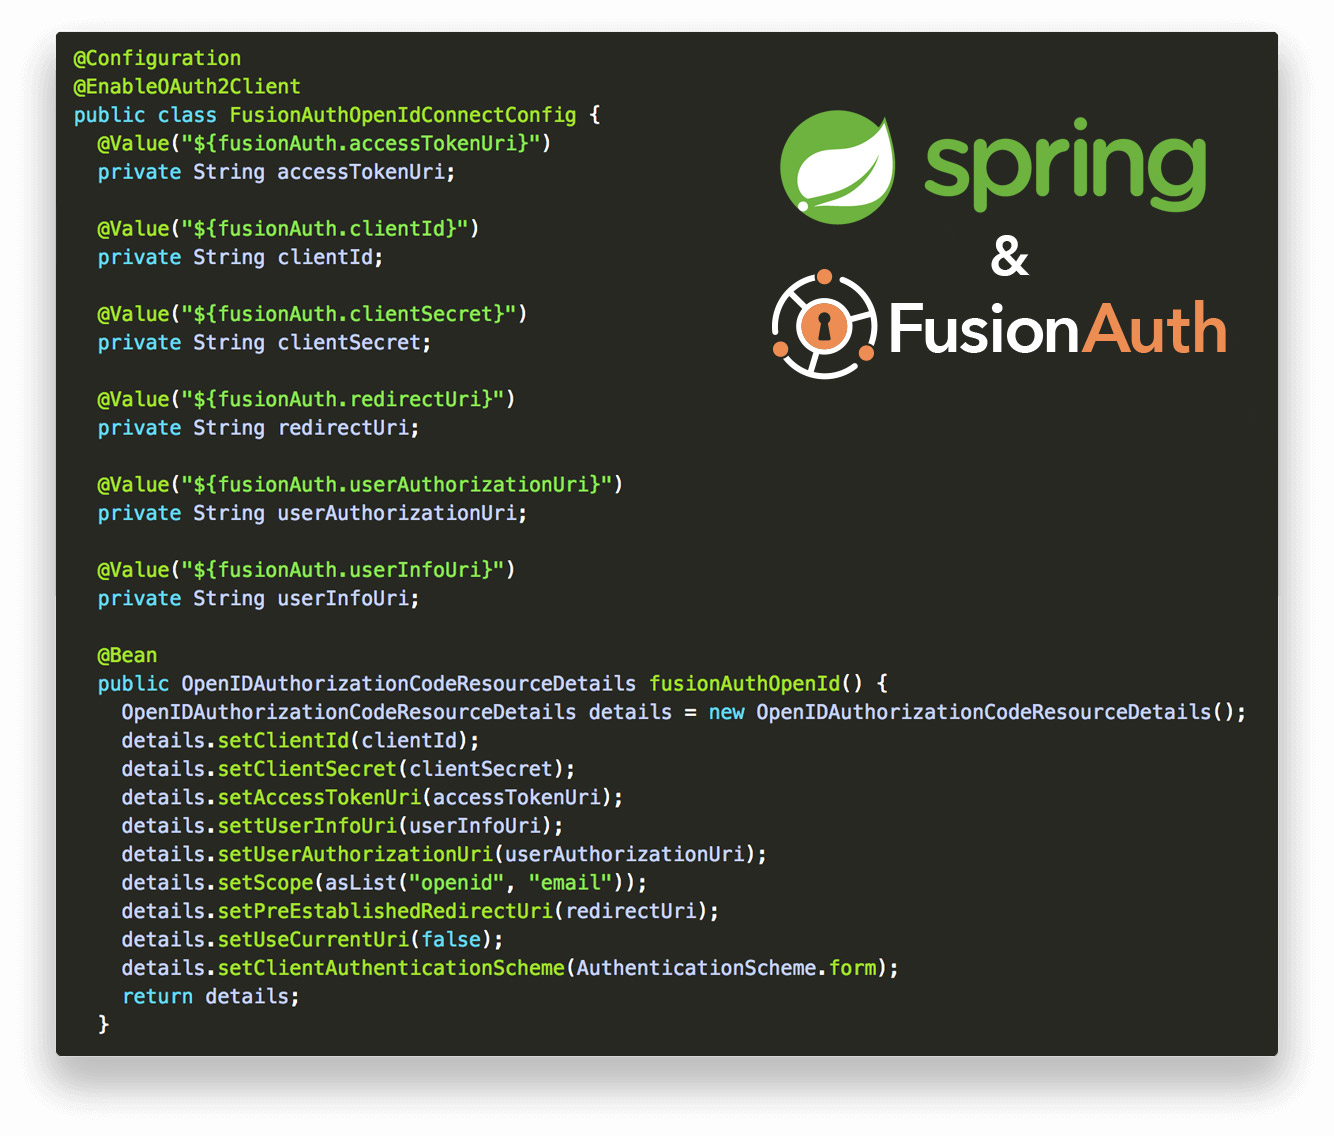 @Configuration
@EnableOAuth2Client
public class FusionAuthOpenIdConnectConfig {
  @Value("${fusionAuth.accessTokenUri}")
  private String accessTokenUri;

  @Value("${fusionAuth.clientId}")
  private String clientId;

  @Value("${fusionAuth.clientSecret}")
  private String clientSecret;

  @Value("${fusionAuth.redirectUri}")
  private String redirectUri;

  @Value("${fusionAuth.userAuthorizationUri}")
  private String userAuthorizationUri;

  @Value("${fusionAuth.userInfoUri}")
  private String userInfoUri;

  @Bean
  public OpenIDAuthorizationCodeResourceDetails fusionAuthOpenId() {
    OpenIDAuthorizationCodeResourceDetails details = new OpenIDAuthorizationCodeResourceDetails();
    details.setClientId(clientId);
    details.setClientSecret(clientSecret);
    details.setAccessTokenUri(accessTokenUri);
    details.settUserInfoUri(userInfoUri);
    details.setUserAuthorizationUri(userAuthorizationUri);
    details.setScope(asList("openid", "email"));
    details.setPreEstablishedRedirectUri(redirectUri);
    details.setUseCurrentUri(false);
    details.setClientAuthenticationScheme(AuthenticationScheme.form);
    return details;
  }
spring
&
FusionAuth